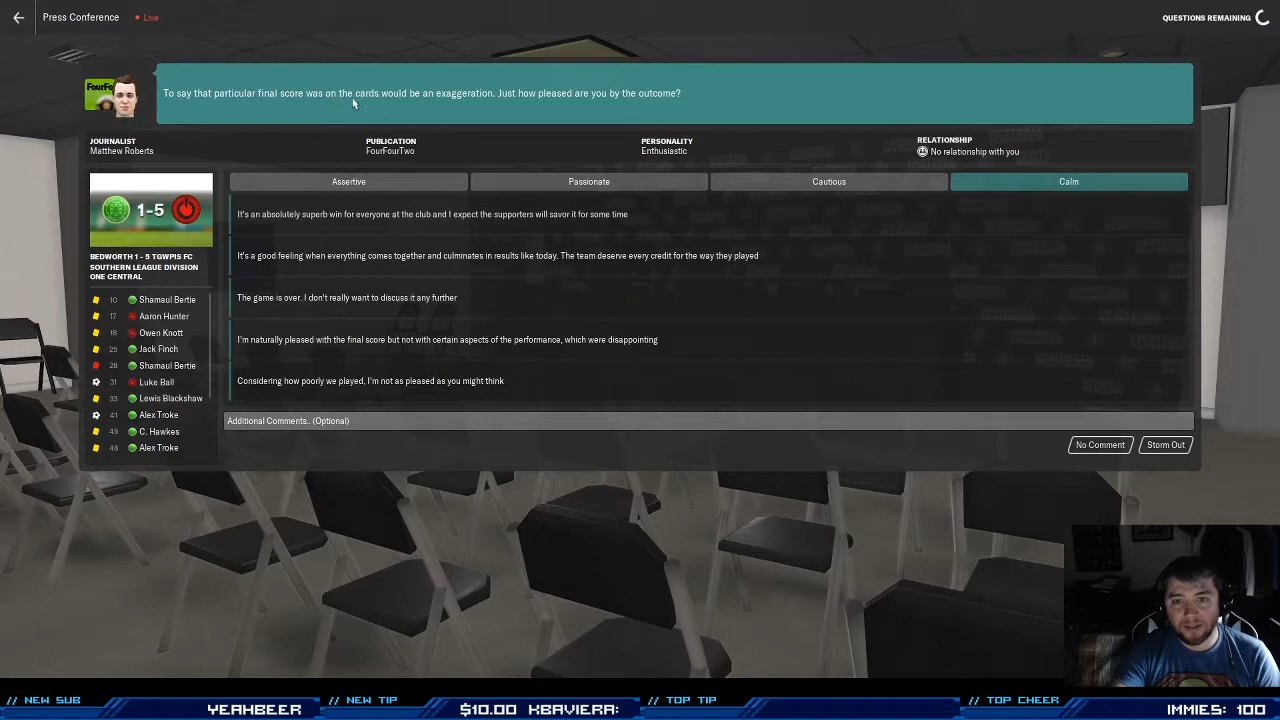 Press Conference
Live
QUESTIONS REMAINING
FourFo
To say that particular final score was on the cards would be an exaggeration. Just how pleased are you by the outcome?
JOURNALIST
Matthew Roberts
PUBLICATION
FourFourTwo
PERSONALITY
Enthusiastic
RELATIONSHIP
No relationship with you
Assertive
Passionate
Cautious
Calm
1-5
BEDWORTH 1 - 5 TGWPIS FC
SOUTHERN LEAGUE DIVISION
ONE CENTRAL
10 Shamaul Bertie
17 Aaron Hunter
18 Owen Knott
25 Jack Finch
28 Shamaul Bertie
31 Luke Ball
33 Lewis Blackshaw
41 Alex Troke
45 C. Hawkes
48 Alex Troke
It's an absolutely superb win for everyone at the club and I expect the supporters will savor it for some time
It's a good feeling when everything comes together and culminates in results like today. The team deserve every credit for the way they played
The game is over. I don't really want to discuss it any further
I'm naturally pleased with the final score but not with certain aspects of the performance, which were disappointing
Considering how poorly we played, I'm not as pleased as you might think
Additional Comments.. (Optional)
No Comment
Storm Out
// NEW SUB
YEAHBEER
// NEW TIP
$10.00 KBAVIERA:
// TOP TIP
// TOP CHEER
IMMIES: 100